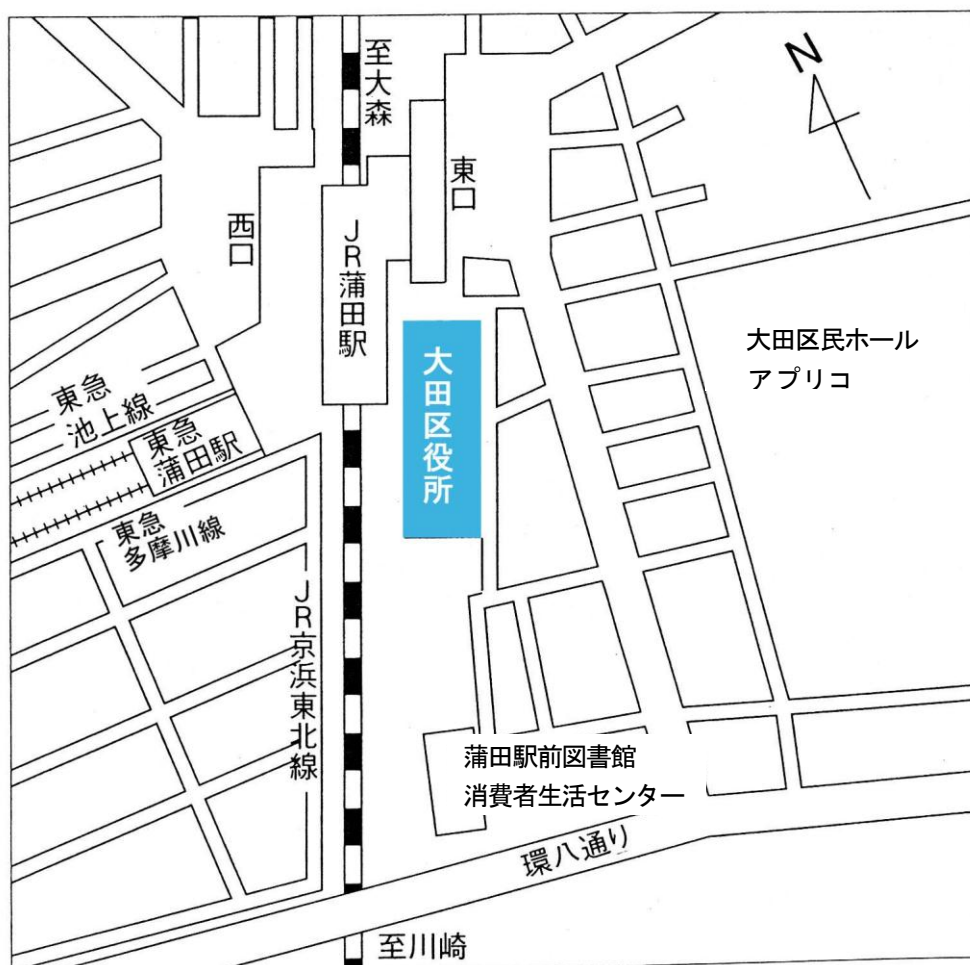 至大森
N
東口
西口
JR蒲田駅
大田区民ホール
アプリコ
大田区役所
東急
池上線
東急
蒲田駅
東急
多摩川線
JR京浜東北線
蒲田駅前図書館
消費者生活センター
環八通り
至川崎